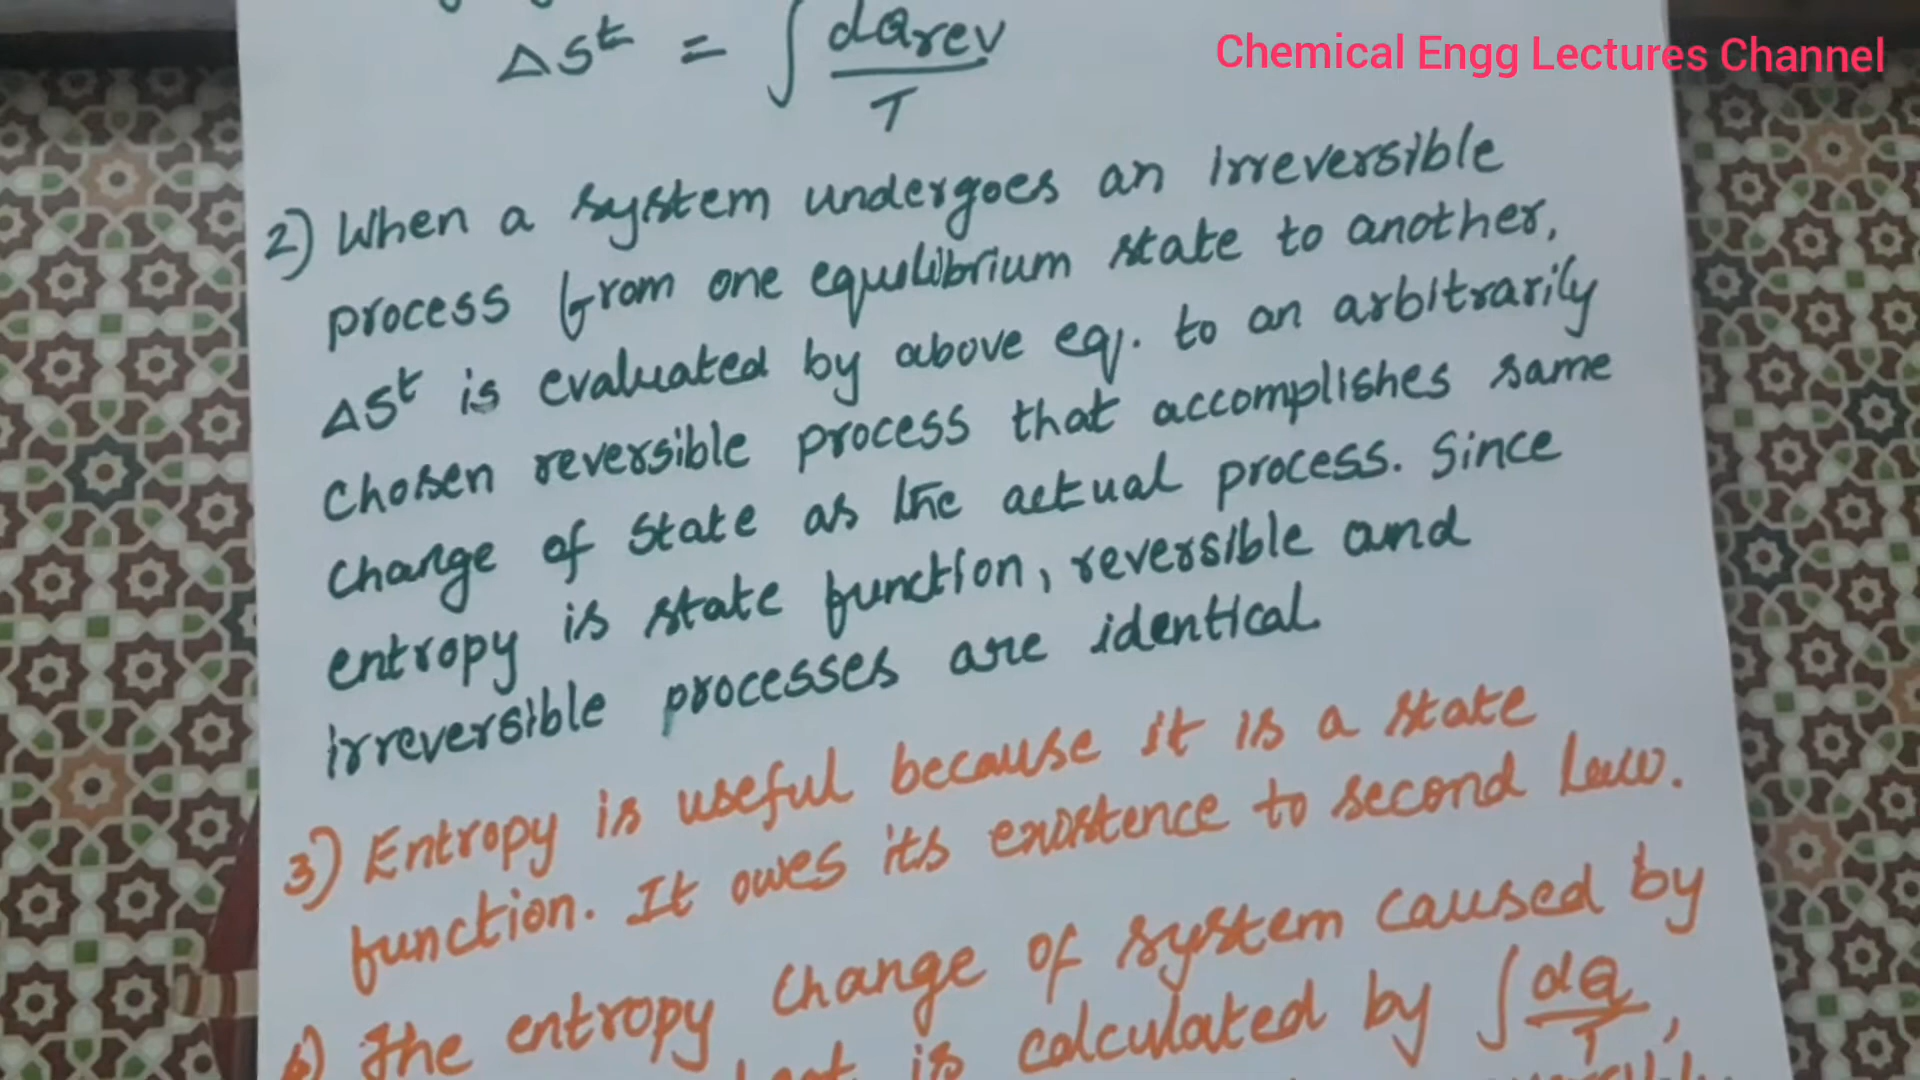 Chemical Engg Lectures Channel
ΔSᵗ = ∫ dQrev / T
2) When a system undergoes an irreversible
process from one equilibrium state to another,
ΔSᵗ is evaluated by above eq. to an arbitrarily
chosen reversible process that accomplishes same
change of state as the actual process. Since
entropy is state function, reversible and
irreversible processes are identical.
3) Entropy is useful because it is a state
function. It owes its existence to second law.
The entropy change of system caused by
is calculated by ∫ dQ / T,